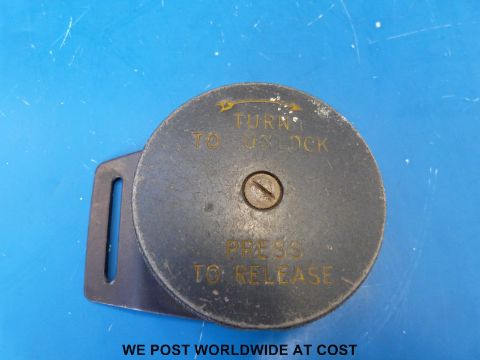 TURN
TO UNLOCK
PRESS
TO RELEASE
WE POST WORLDWIDE AT COST